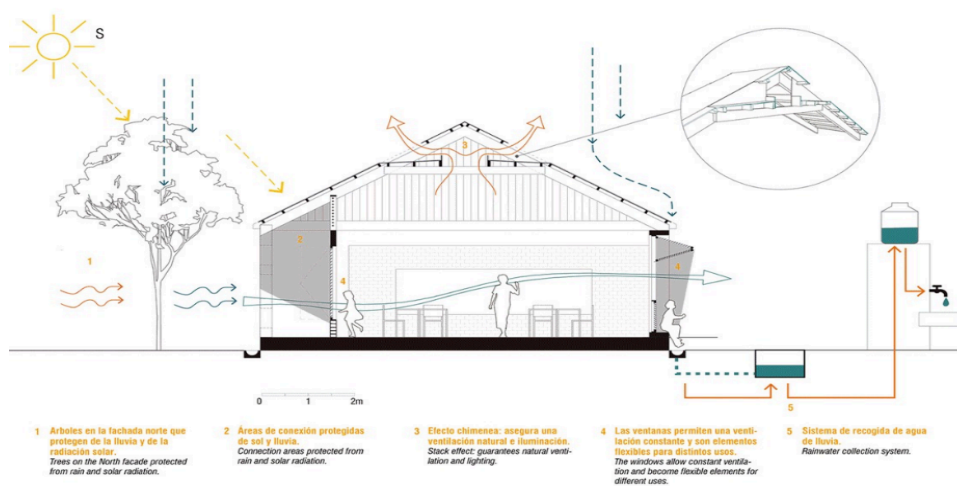 S
3
2
1
4
4
0 1 2m
5
1 Arboles en la fachada norte que
protegen de la lluvia y de la
radiación solar.
Trees on the North facade protected
from rain and solar radiation.
2 Áreas de conexión protegidas
de sol y lluvia.
Connection areas protected from
rain and solar radiation.
3 Efecto chimenea: asegura una
ventilación natural e iluminación.
Stack effect: guarantees natural venti-
lation and lighting.
4 Las ventanas permiten una venti-
lación constante y son elementos
flexibles para distintos usos.
The windows allow constant ventila-
tion and become flexible elements for
different uses.
5 Sistema de recogida de agua
de lluvia.
Rainwater collection system.